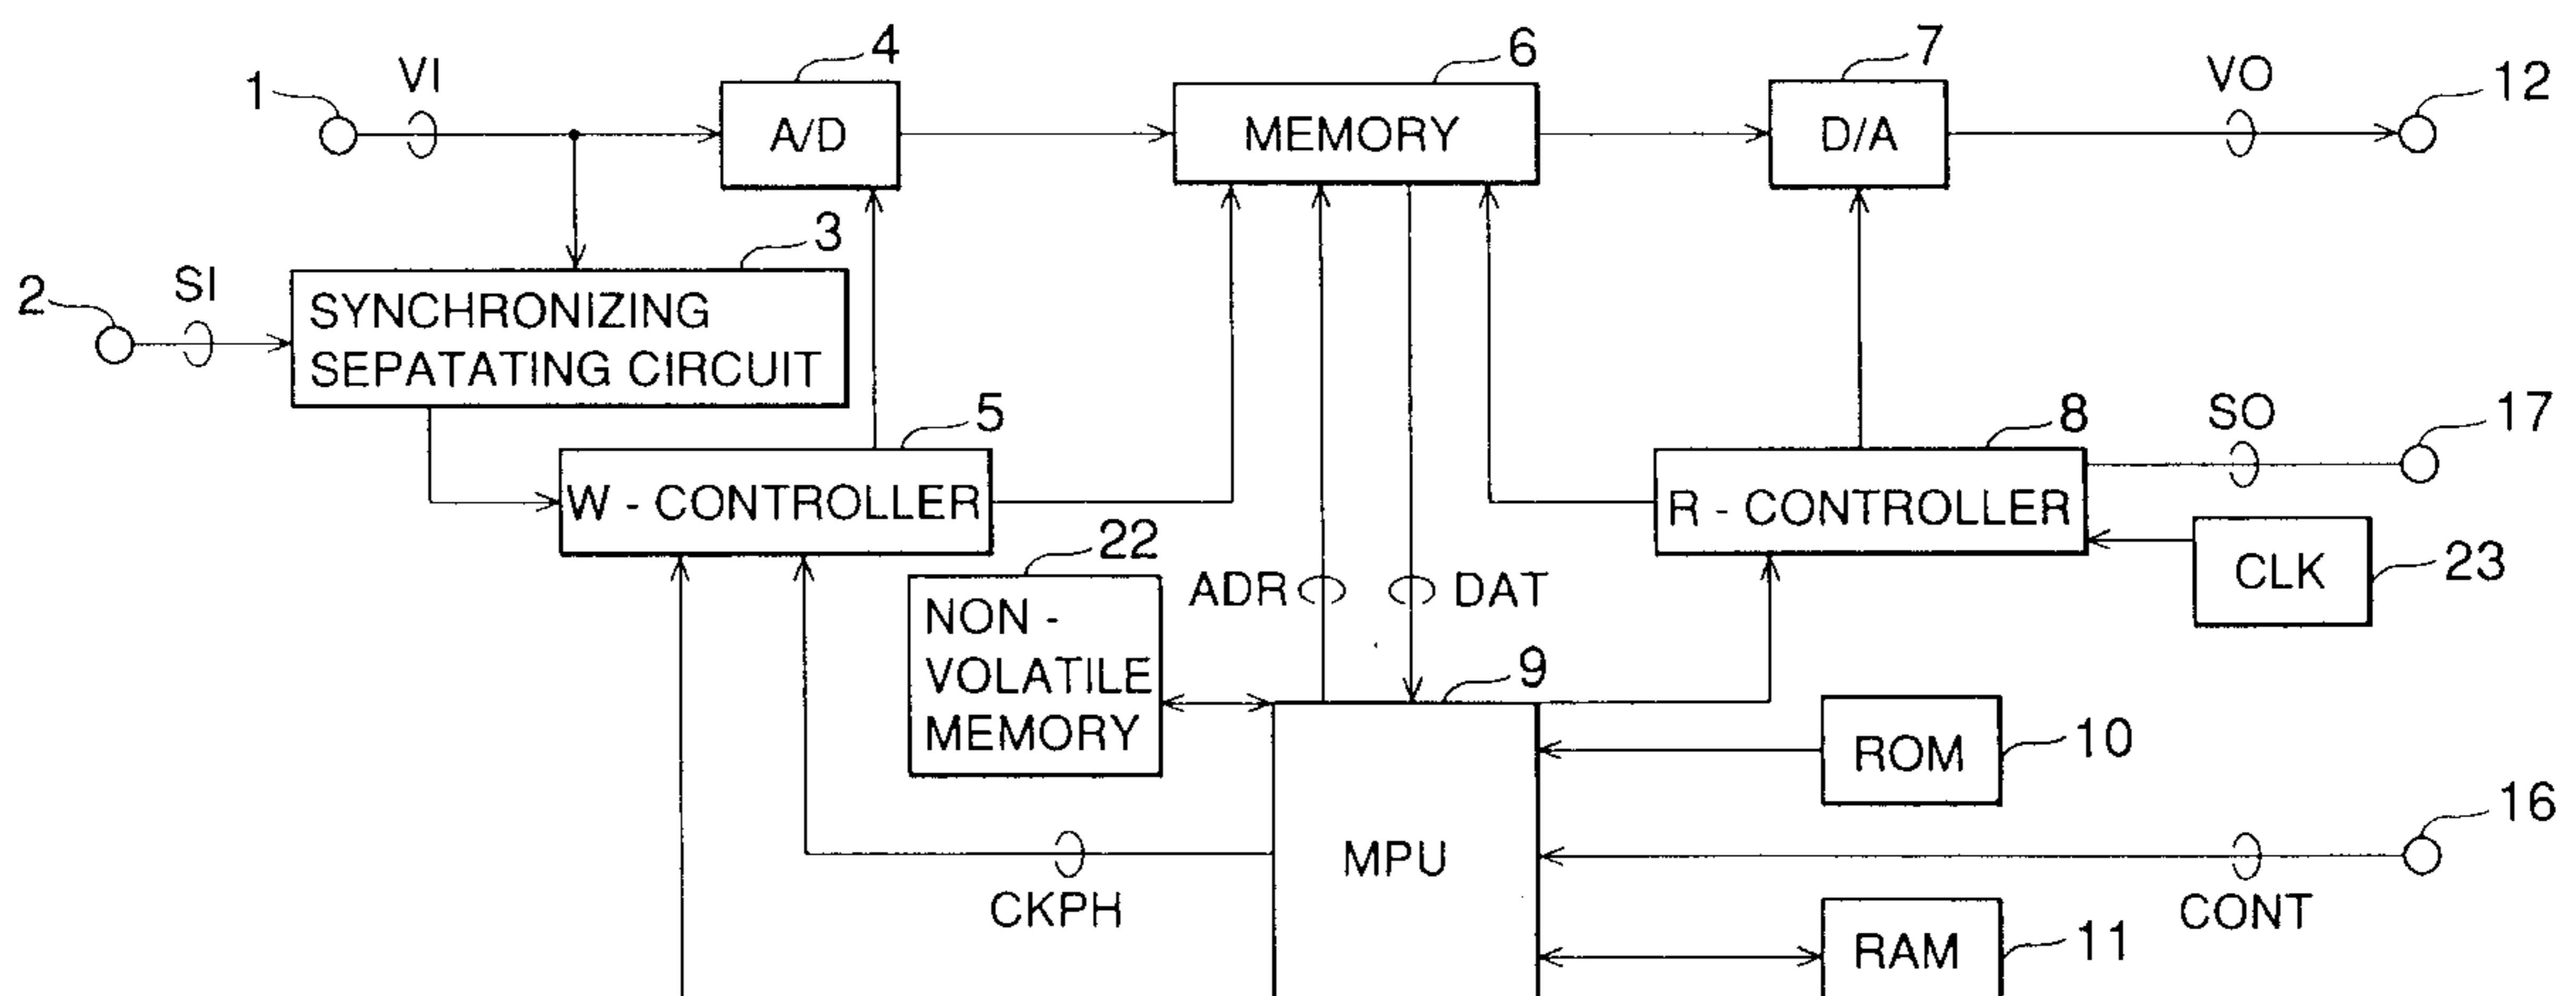 1
VI
4
6
7
VO
12
A/D
MEMORY
D/A
2
SI
3
SYNCHRONIZING
SEPATATING CIRCUIT
5
8
SO
17
W - CONTROLLER
R - CONTROLLER
22
ADR
DAT
CLK
23
NON -
VOLATILE
MEMORY
9
ROM
10
MPU
16
CKPH
CONT
RAM
11